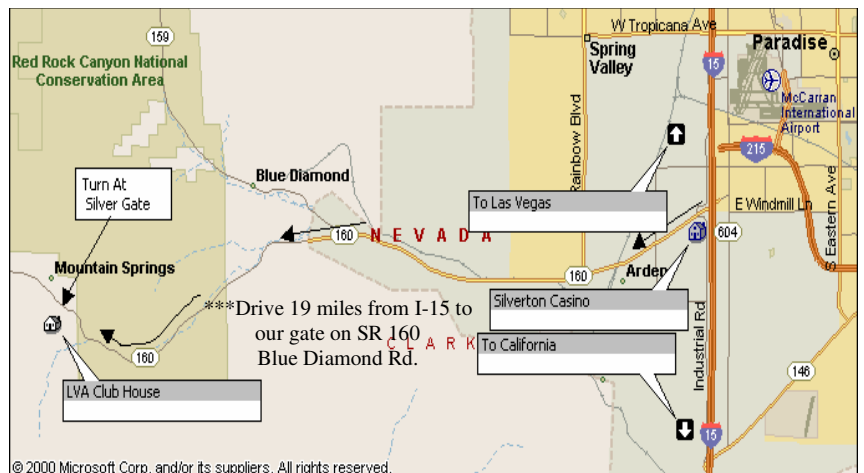 W Tropicana Ave
159
Spring
Valley
15
Paradise
Red Rock Canyon National
Conservation Area
McCarran
International
Airport
215
Rainbow Blvd
Blue Diamond
Turn At
Silver Gate
To Las Vegas
E Windmill Ln
S Eastern Ave
160
NEVADA
604
160
Arden
Mountain Springs
Silverton Casino
***Drive 19 miles from I-15 to
our gate on SR 160
Blue Diamond Rd.
CLARK
To California
Industrial Rd
160
146
LVA Club House
15
© 2000 Microsoft Corp. and/or its suppliers. All rights reserved.